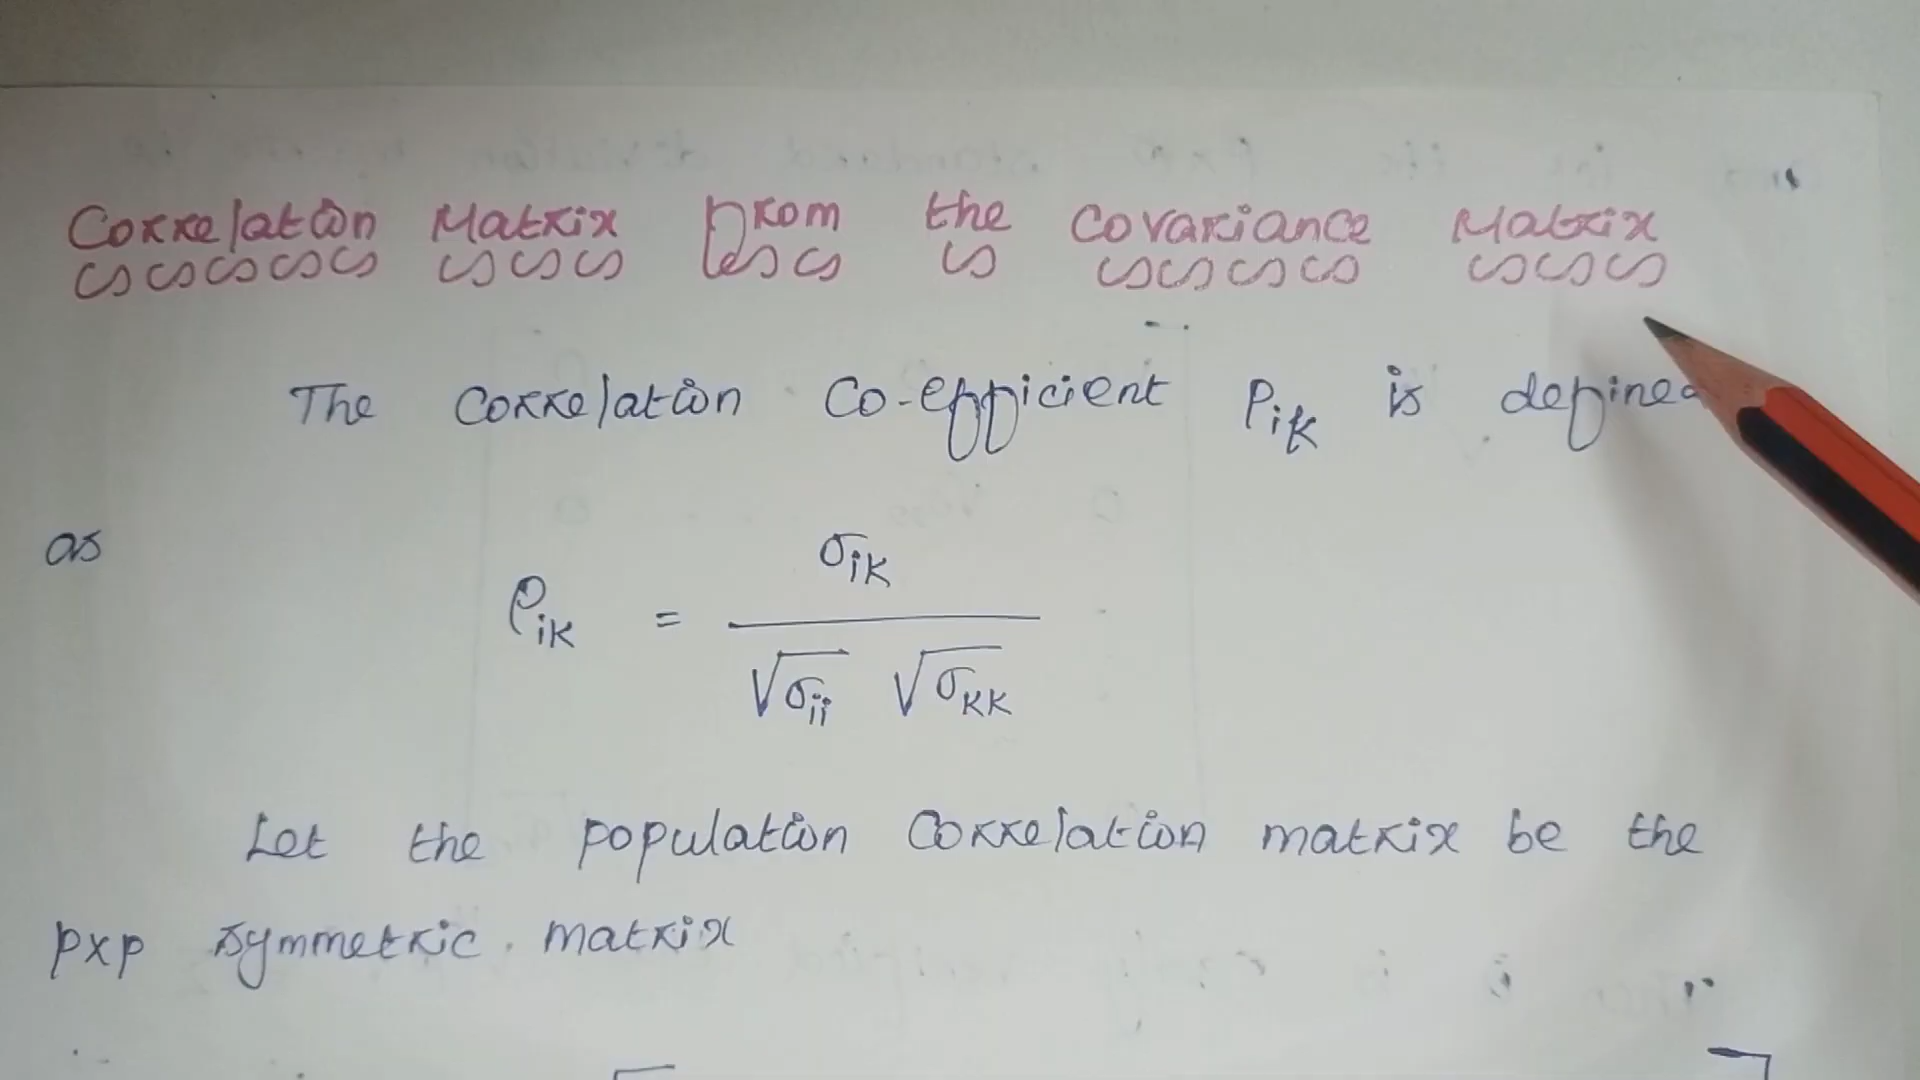 Correlation Matrix From the Covariance Matrix
The Correlation Co-efficient ρik is defined
as
ρik = σik / √σii √σkk
Let the population Correlation matrix be the
pxp symmetric matrix